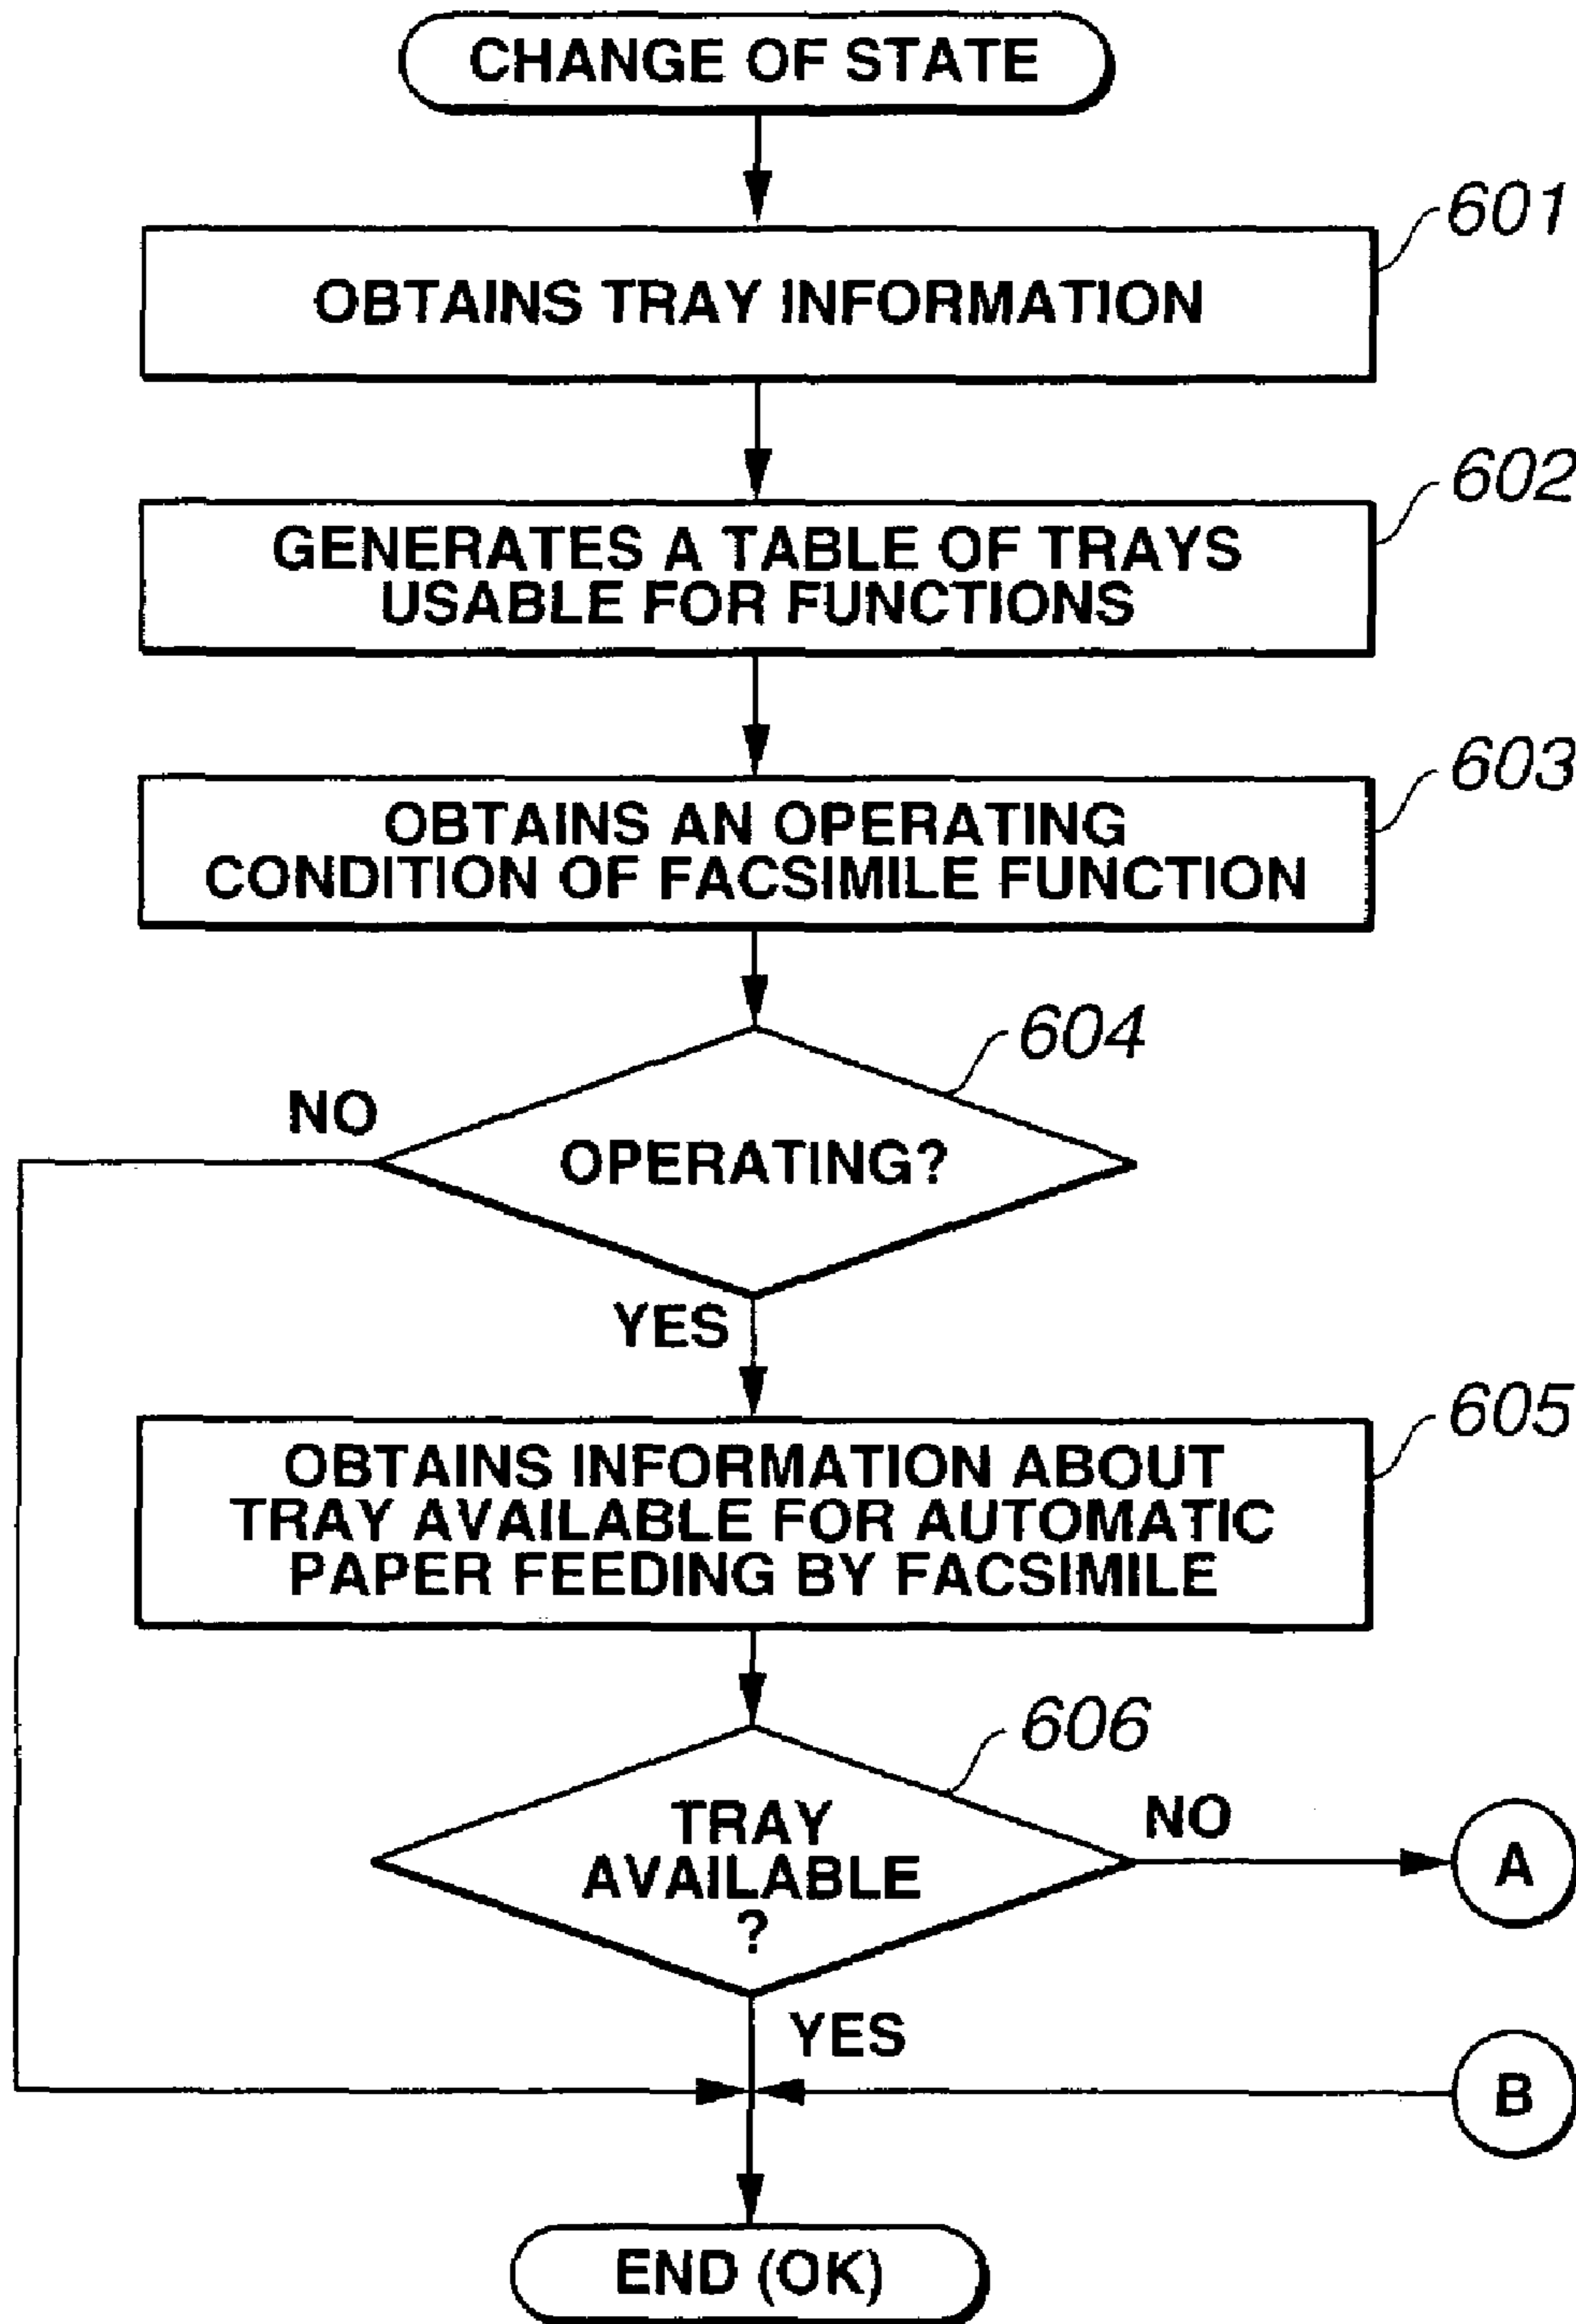 CHANGE OF STATE
601
OBTAINS TRAY INFORMATION
602
GENERATES A TABLE OF TRAYS
USABLE FOR FUNCTIONS
603
OBTAINS AN OPERATING
CONDITION OF FACSIMILE FUNCTION
604
NO
OPERATING?
YES
605
OBTAINS INFORMATION ABOUT
TRAY AVAILABLE FOR AUTOMATIC
PAPER FEEDING BY FACSIMILE
606
TRAY
AVAILABLE
?
NO
A
YES
B
END (OK)